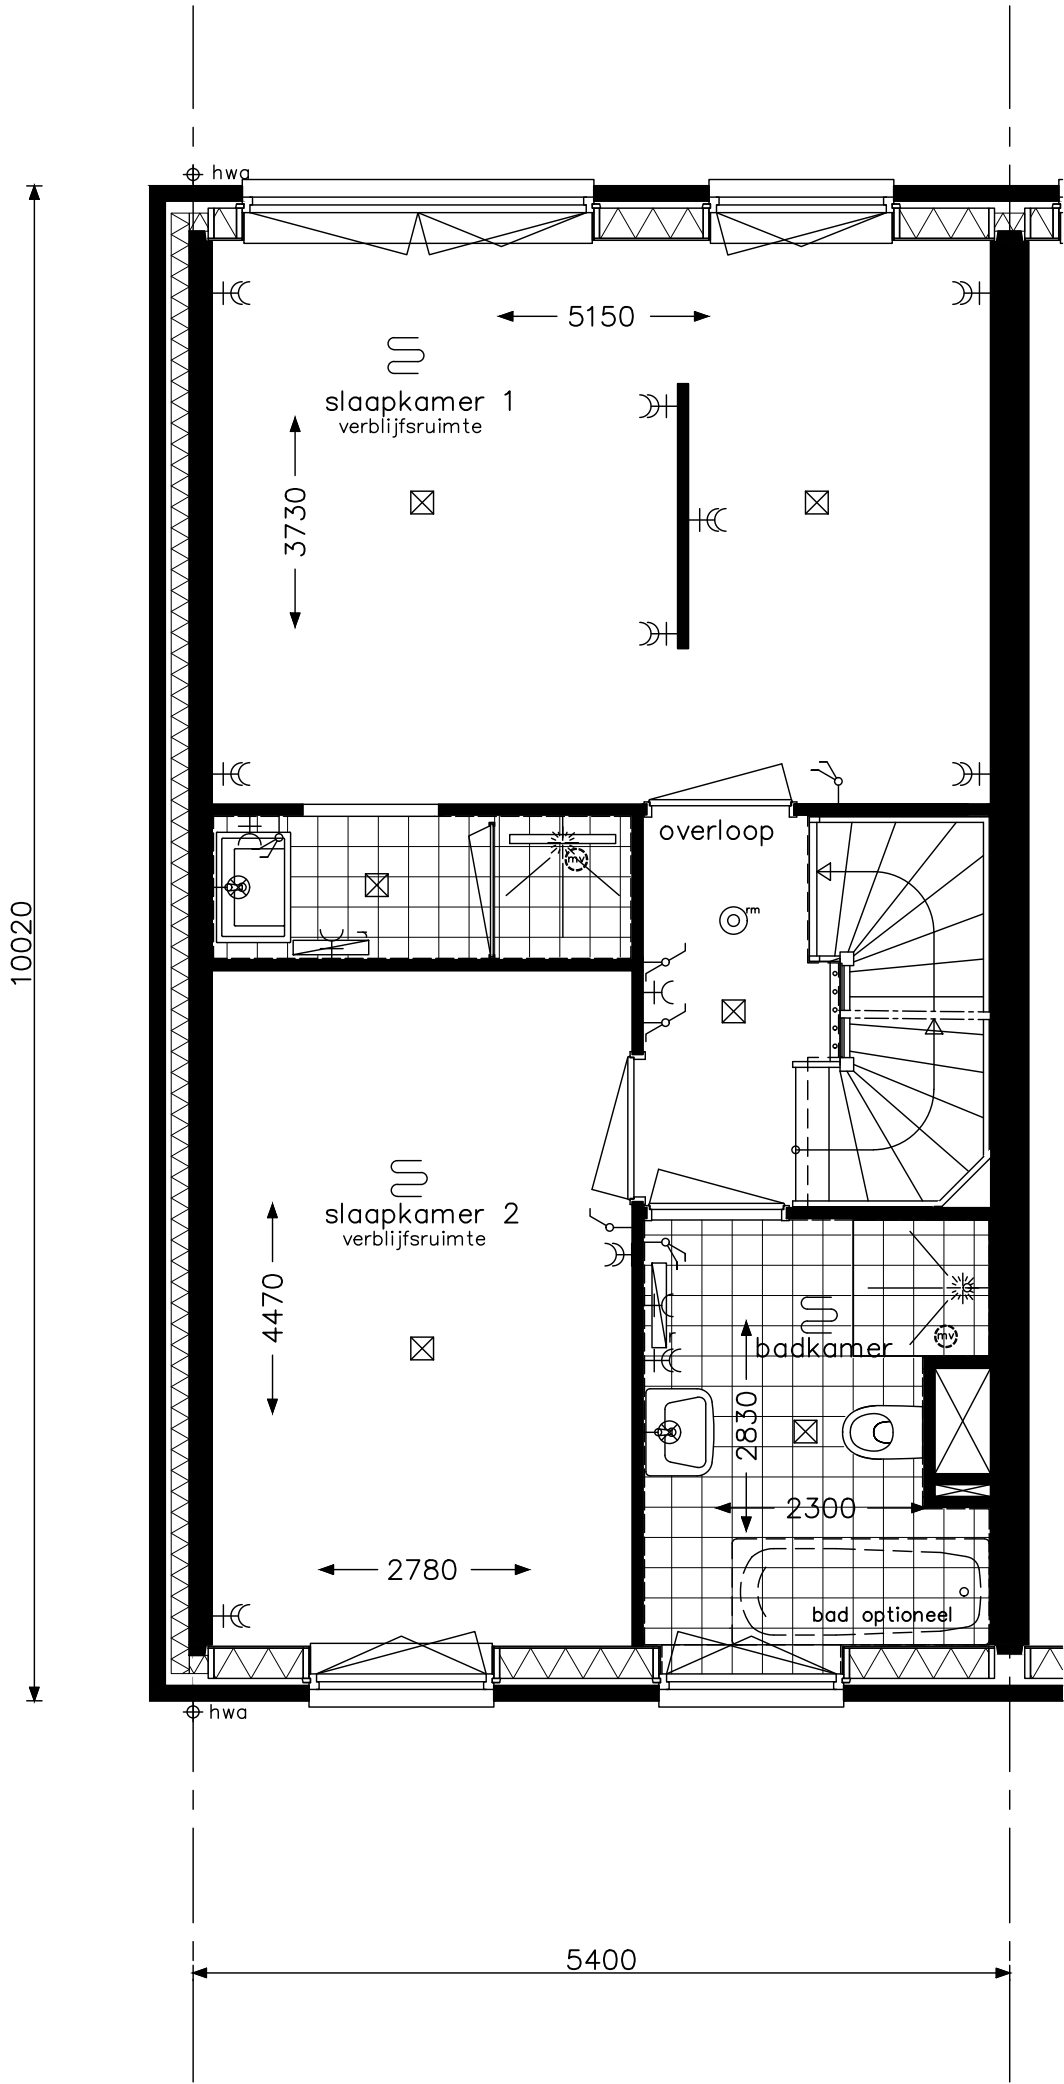 hwa
5150
slaapkamer 1
verblijfsruimte
3730
mv
overloop
rm
10020
slaapkamer 2
verblijfsruimte
4470
mv
badkamer
2830
2300
2780
bad optioneel
hwa
5400